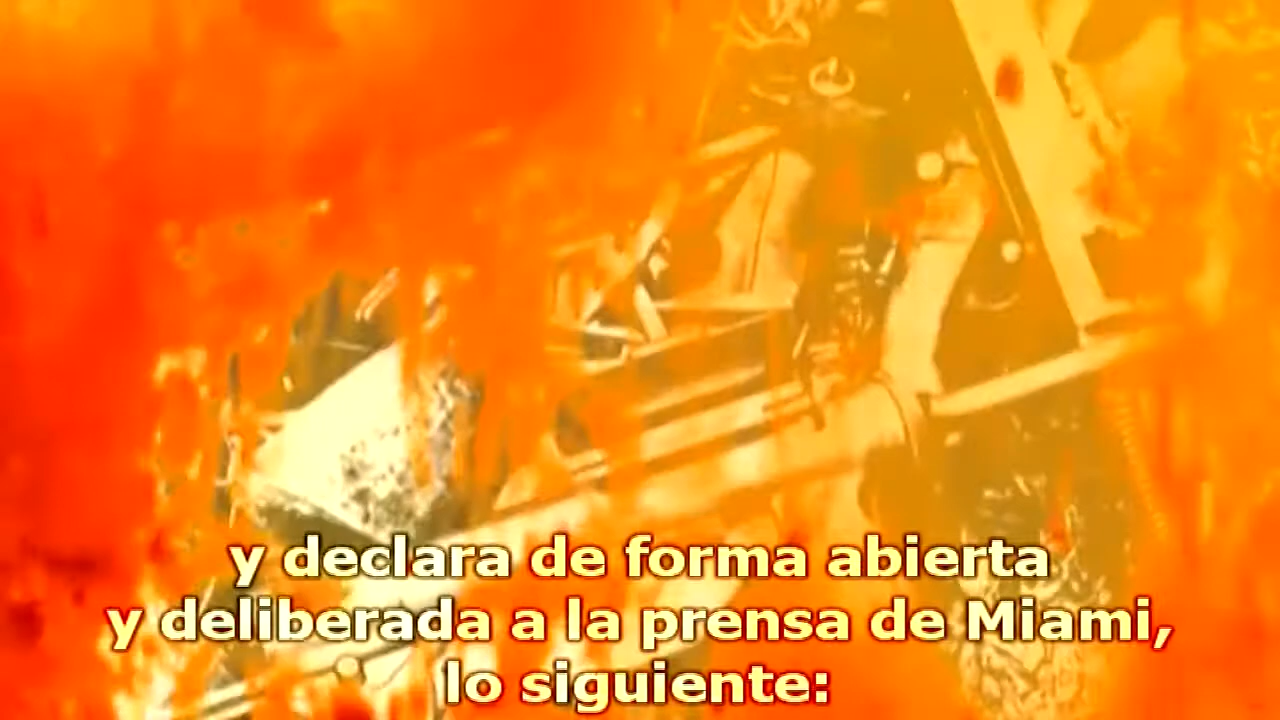 y declara de forma abierta
y deliberada a la prensa de Miami,
lo siguiente: